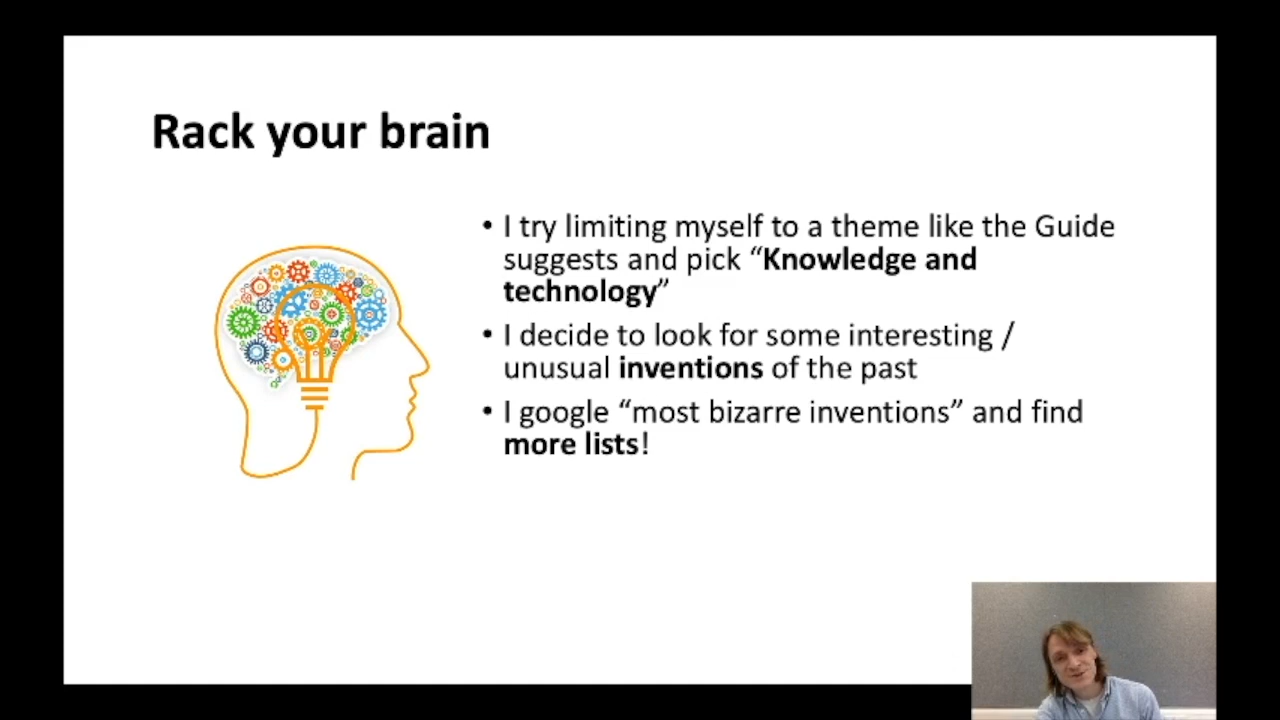 Rack your brain
• I try limiting myself to a theme like the Guide
suggests and pick “Knowledge and
technology”
• I decide to look for some interesting /
unusual inventions of the past
• I google “most bizarre inventions” and find
more lists!